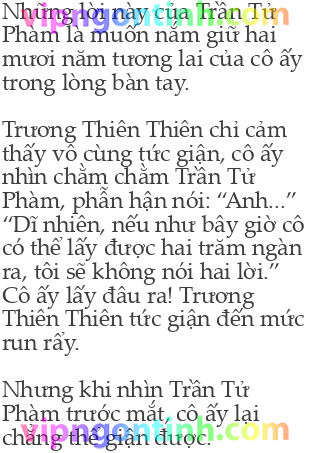 Những lời này của Trần Tử
Phàm là muốn nắm giữ hai
mươi năm tương lai của cô ấy
trong lòng bàn tay.
Trương Thiên Thiên chỉ cảm
thấy vô cùng tức giận, cô ấy
nhìn chằm chằm Trần Tử
Phàm, phẫn hận nói: “Anh...”
“Dĩ nhiên, nếu như bây giờ cô
có thể lấy được hai trăm ngàn
ra, tôi sẽ không nói hai lời.”
Cô ấy lấy đâu ra! Trương
Thiên Thiên tức giận đến mức
run rẩy.
Nhưng khi nhìn Trần Tử
Phàm trước mắt, cô ấy lại
chẳng thể giận được.
vipngontinh.com
vipngontinh.com